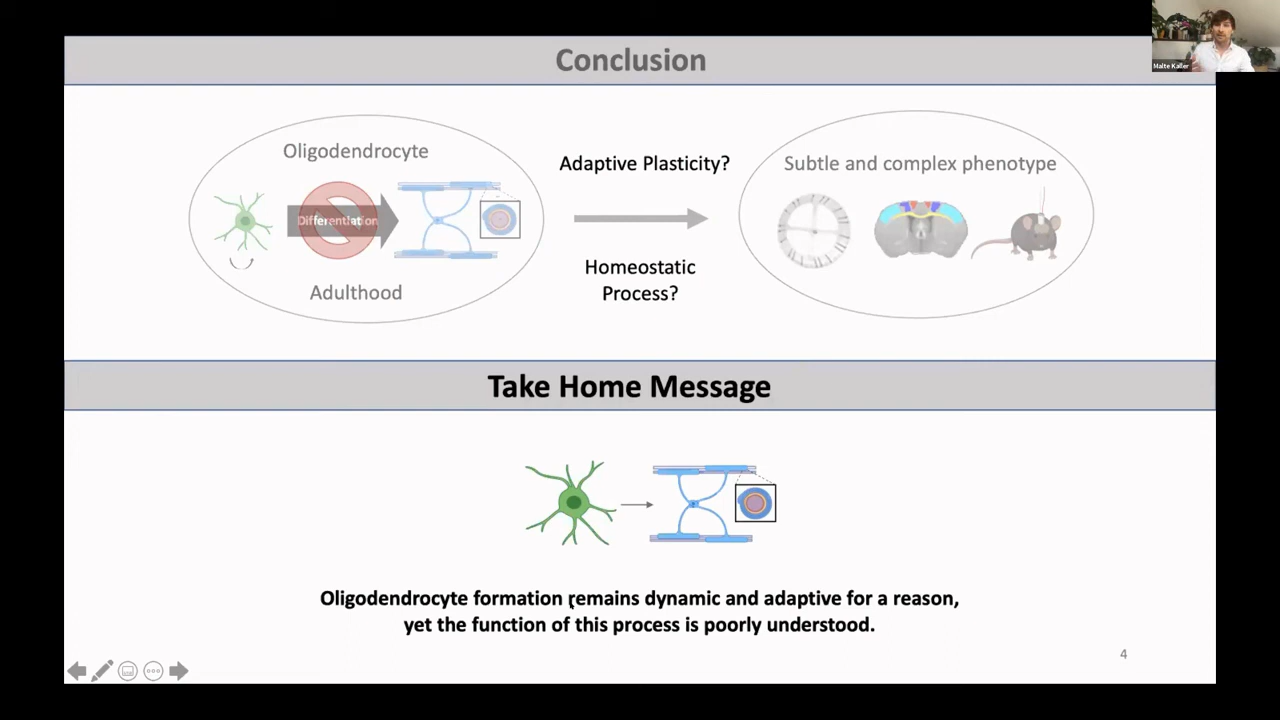 Conclusion
Malte Kaller
Oligodendrocyte
Differentiation
Adulthood
Adaptive Plasticity?
Homeostatic
Process?
Subtle and complex phenotype
Take Home Message
Oligodendrocyte formation remains dynamic and adaptive for a reason,
yet the function of this process is poorly understood.
4